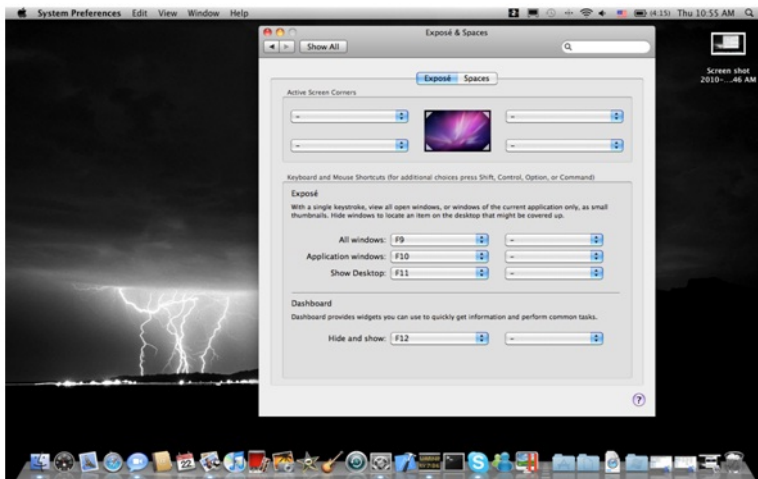 System Preferences Edit View Window Help
(4:15) Thu 10:55 AM
Exposé & Spaces
Show All
Screen shot
2010-...46 AM
Exposé Spaces
Active Screen Corners
-
-
-
-
Keyboard and Mouse Shortcuts (for additional choices press Shift, Control, Option, or Command)
Exposé
With a single keystroke, view all open windows, or windows of the current application only, as small
thumbnails. Hide windows to locate an item on the desktop that might be covered up.
All windows: F9 -
Application windows: F10 -
Show Desktop: F11 -
Dashboard
Dashboard provides widgets you can use to quickly get information and perform common tasks.
Hide and show: F12 -
?
22